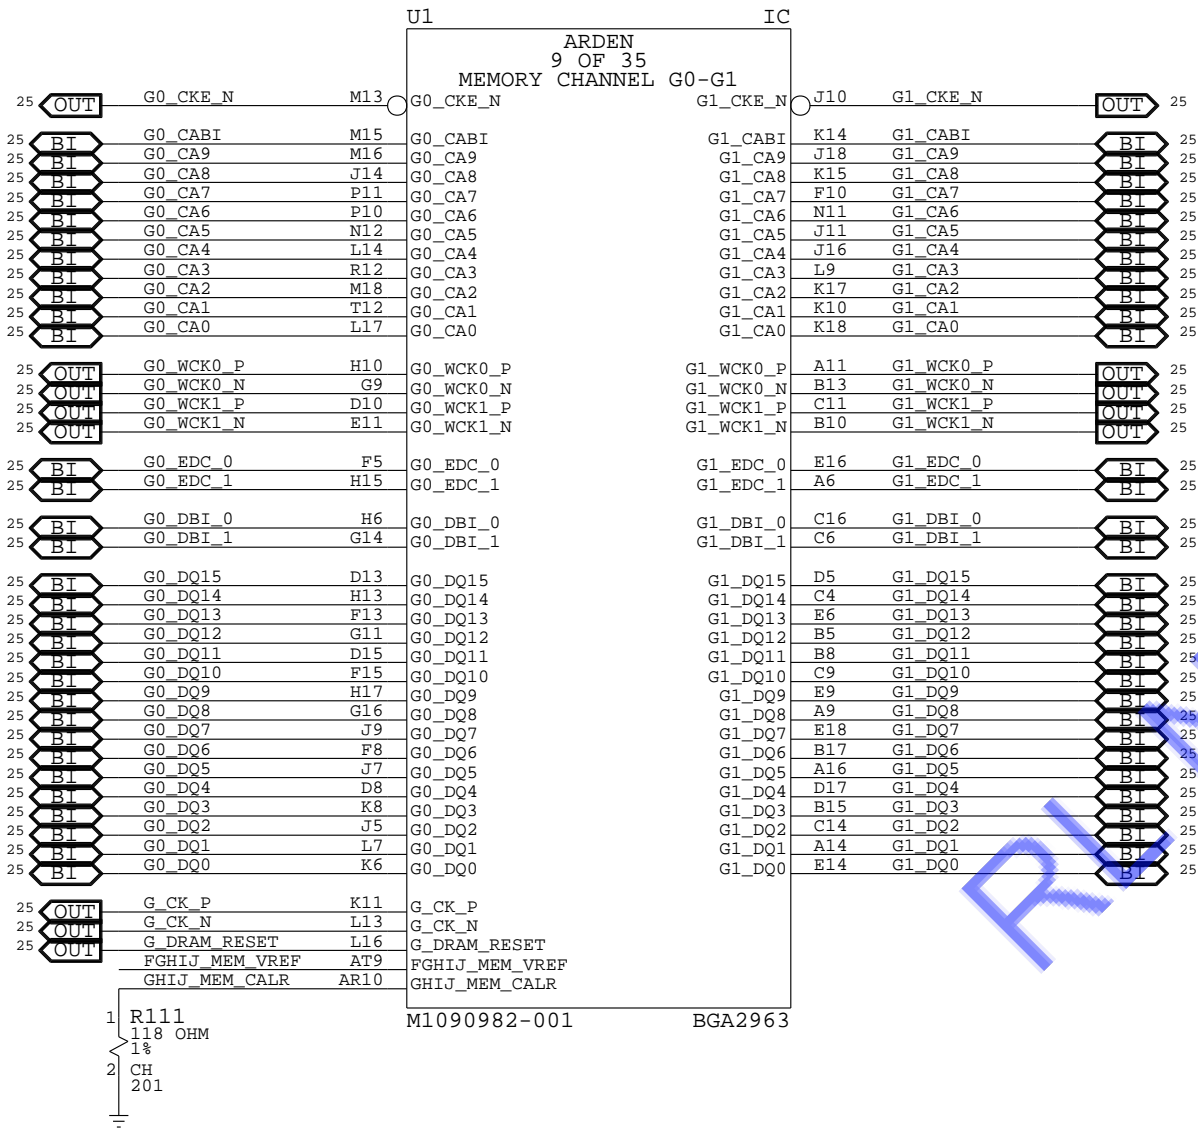 U1 IC
ARDEN
9 OF 35
MEMORY CHANNEL G0-G1
25 OUT G0_CKE_N M13 G0_CKE_N G1_CKE_N J10 G1_CKE_N OUT 25
25 BI G0_CABI M15 G0_CABI G1_CABI K14 G1_CABI BI 25
25 BI G0_CA9 M16 G0_CA9 G1_CA9 J18 G1_CA9 BI 25
25 BI G0_CA8 J14 G0_CA8 G1_CA8 K15 G1_CA8 BI 25
25 BI G0_CA7 P11 G0_CA7 G1_CA7 F10 G1_CA7 BI 25
25 BI G0_CA6 P10 G0_CA6 G1_CA6 N11 G1_CA6 BI 25
25 BI G0_CA5 N12 G0_CA5 G1_CA5 J11 G1_CA5 BI 25
25 BI G0_CA4 L14 G0_CA4 G1_CA4 J16 G1_CA4 BI 25
25 BI G0_CA3 R12 G0_CA3 G1_CA3 L9 G1_CA3 BI 25
25 BI G0_CA2 M18 G0_CA2 G1_CA2 K17 G1_CA2 BI 25
25 BI G0_CA1 T12 G0_CA1 G1_CA1 K10 G1_CA1 BI 25
25 BI G0_CA0 L17 G0_CA0 G1_CA0 K18 G1_CA0 BI 25
25 OUT G0_WCK0_P H10 G0_WCK0_P G1_WCK0_P A11 G1_WCK0_P OUT 25
25 OUT G0_WCK0_N G9 G0_WCK0_N G1_WCK0_N B13 G1_WCK0_N OUT 25
25 OUT G0_WCK1_P D10 G0_WCK1_P G1_WCK1_P C11 G1_WCK1_P OUT 25
25 OUT G0_WCK1_N E11 G0_WCK1_N G1_WCK1_N B10 G1_WCK1_N OUT 25
25 BI G0_EDC_0 F5 G0_EDC_0 G1_EDC_0 E16 G1_EDC_0 BI 25
25 BI G0_EDC_1 H15 G0_EDC_1 G1_EDC_1 A6 G1_EDC_1 BI 25
25 BI G0_DBI_0 H6 G0_DBI_0 G1_DBI_0 C16 G1_DBI_0 BI 25
25 BI G0_DBI_1 G14 G0_DBI_1 G1_DBI_1 C6 G1_DBI_1 BI 25
25 BI G0_DQ15 D13 G0_DQ15 G1_DQ15 D5 G1_DQ15 BI 25
25 BI G0_DQ14 H13 G0_DQ14 G1_DQ14 C4 G1_DQ14 BI 25
25 BI G0_DQ13 F13 G0_DQ13 G1_DQ13 E6 G1_DQ13 BI 25
25 BI G0_DQ12 G11 G0_DQ12 G1_DQ12 B5 G1_DQ12 BI 25
25 BI G0_DQ11 D15 G0_DQ11 G1_DQ11 B8 G1_DQ11 BI 25
25 BI G0_DQ10 F15 G0_DQ10 G1_DQ10 C9 G1_DQ10 BI 25
25 BI G0_DQ9 H17 G0_DQ9 G1_DQ9 E9 G1_DQ9 BI 25
25 BI G0_DQ8 G16 G0_DQ8 G1_DQ8 A9 G1_DQ8 BI 25
25 BI G0_DQ7 J9 G0_DQ7 G1_DQ7 E18 G1_DQ7 BI 25
25 BI G0_DQ6 F8 G0_DQ6 G1_DQ6 B17 G1_DQ6 BI 25
25 BI G0_DQ5 J7 G0_DQ5 G1_DQ5 A16 G1_DQ5 BI 25
25 BI G0_DQ4 D8 G0_DQ4 G1_DQ4 D17 G1_DQ4 BI 25
25 BI G0_DQ3 K8 G0_DQ3 G1_DQ3 B15 G1_DQ3 BI 25
25 BI G0_DQ2 J5 G0_DQ2 G1_DQ2 C14 G1_DQ2 BI 25
25 BI G0_DQ1 L7 G0_DQ1 G1_DQ1 A14 G1_DQ1 BI 25
25 BI G0_DQ0 K6 G0_DQ0 G1_DQ0 E14 G1_DQ0 BI 25
25 OUT G_CK_P K11 G_CK_P
25 OUT G_CK_N L13 G_CK_N
25 OUT G_DRAM_RESET L16 G_DRAM_RESET
FGHIJ_MEM_VREF AT9 FGHIJ_MEM_VREF
GHIJ_MEM_CALR AR10 GHIJ_MEM_CALR
M1090982-001 BGA2963
1 R111
118 OHM
1%
2 CH
201